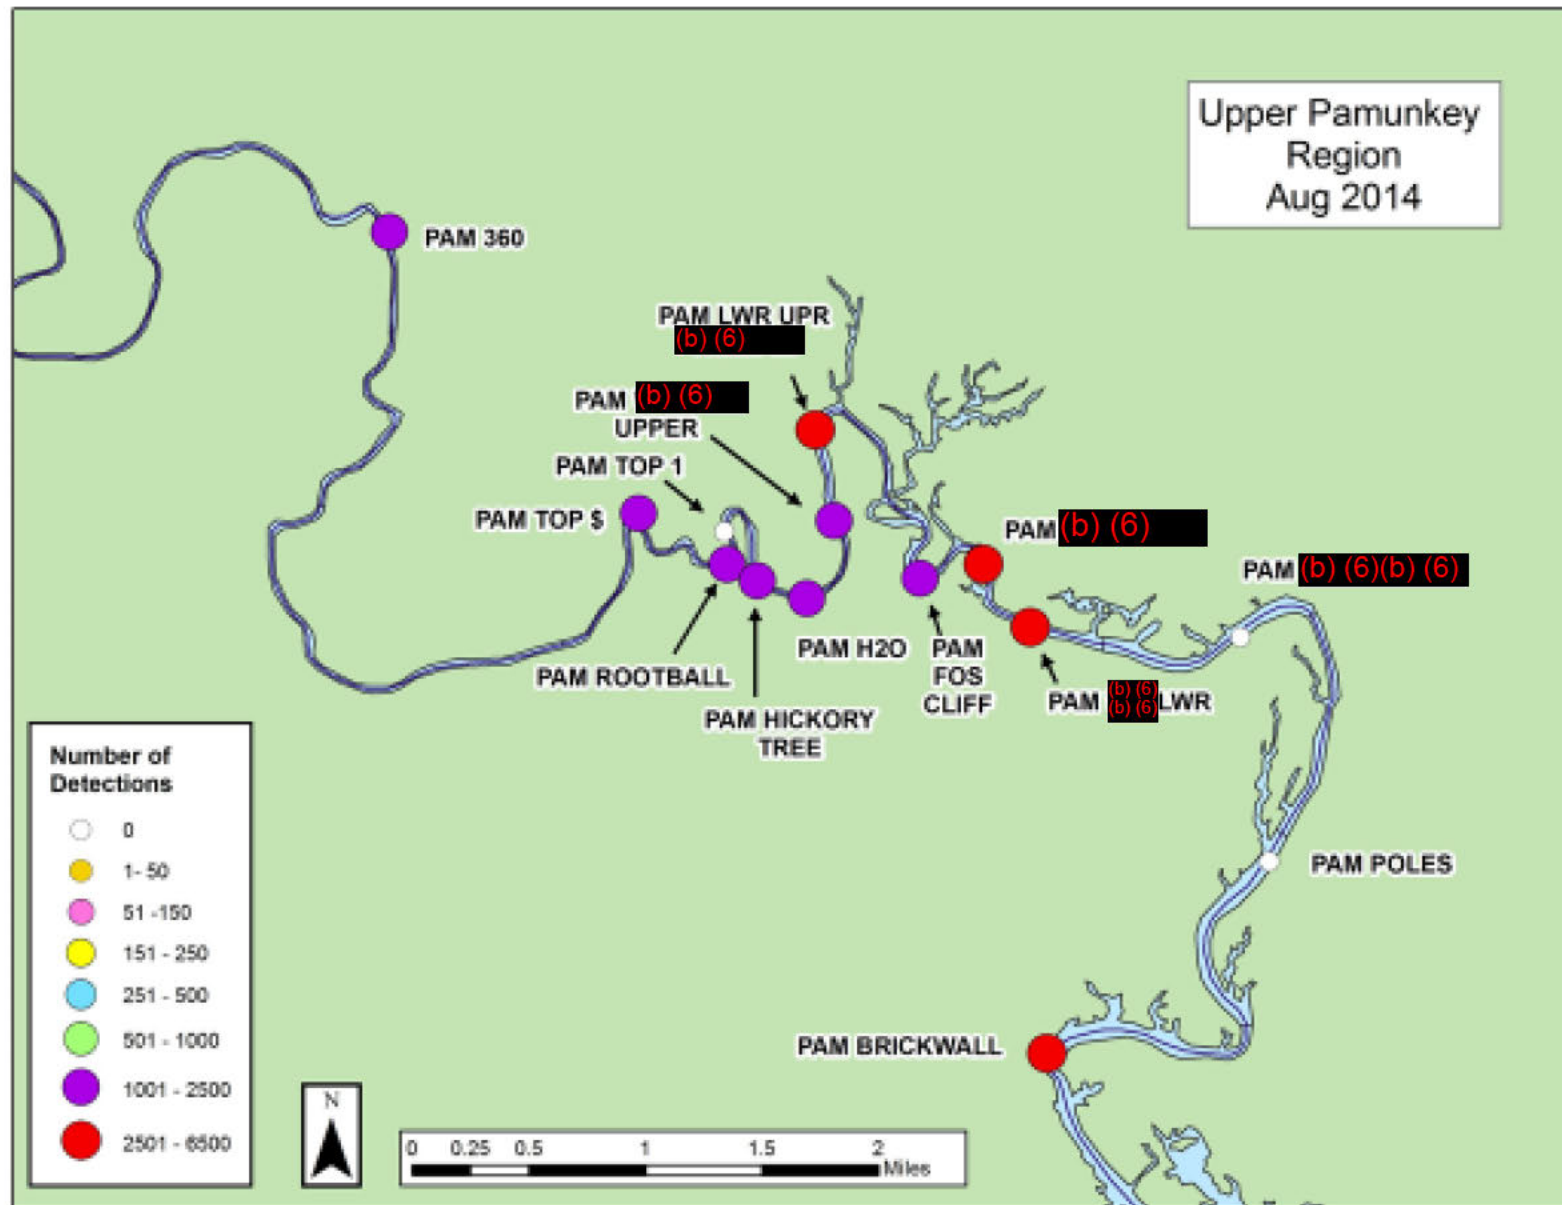 Upper Pamunkey
Region
Aug 2014
PAM 360
PAM LWR UPR
(b) (6)
PAM (b) (6)
UPPER
PAM TOP 1
PAM TOP $
PAM (b) (6)
PAM (b) (6)(b) (6)
PAM H2O
PAM
FOS
CLIFF
PAM (b) (6) LWR
(b) (6)
PAM ROOTBALL
PAM HICKORY
TREE
PAM POLES
PAM BRICKWALL
Number of
Detections
0
1- 50
51 -150
151 - 250
251 - 500
501 - 1000
1001 - 2500
2501 - 6500
N
0 0.25 0.5 1 1.5 2
Miles